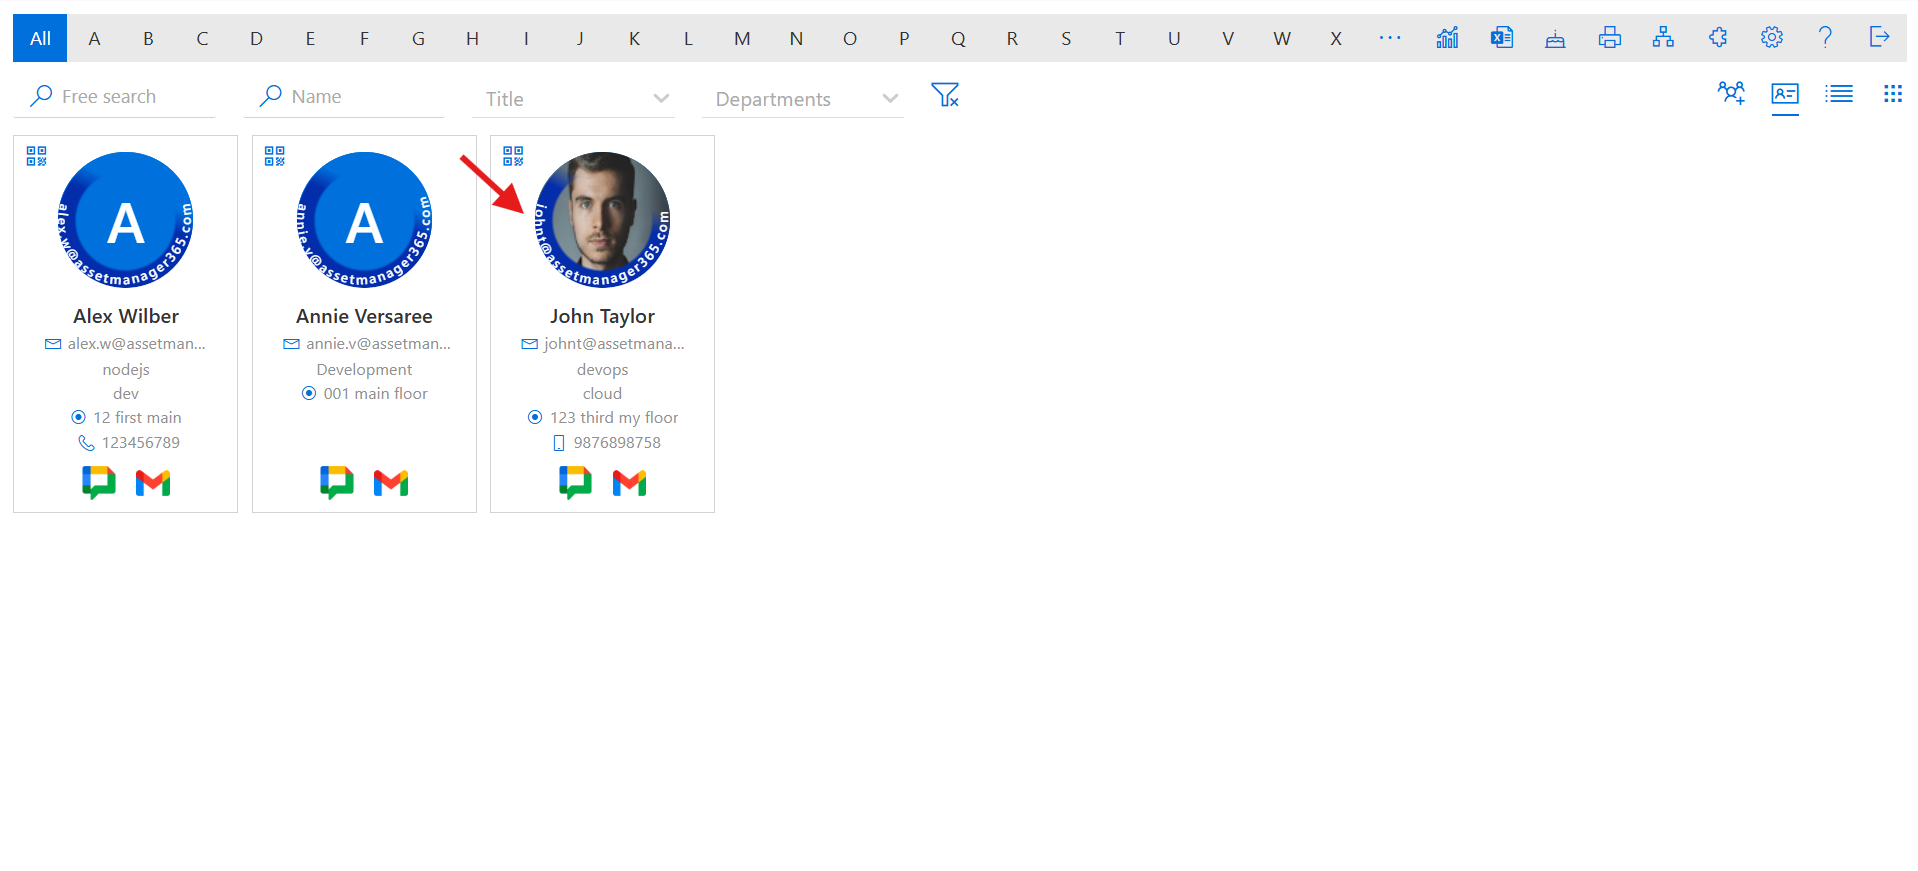 All A B C D E F G H I J K L M N O P Q R S T U V W X ...
Free search Name Title Departments
alex.w@assetmanager365.com
A
Alex Wilber
alex.w@assetman...
nodejs
dev
12 first main
123456789
annie.v@assetmanager365.com
A
Annie Versaree
annie.v@assetman...
Development
001 main floor
johnt@assetmanager365.com
John Taylor
johnt@assetmana...
devops
cloud
123 third my floor
9876898758